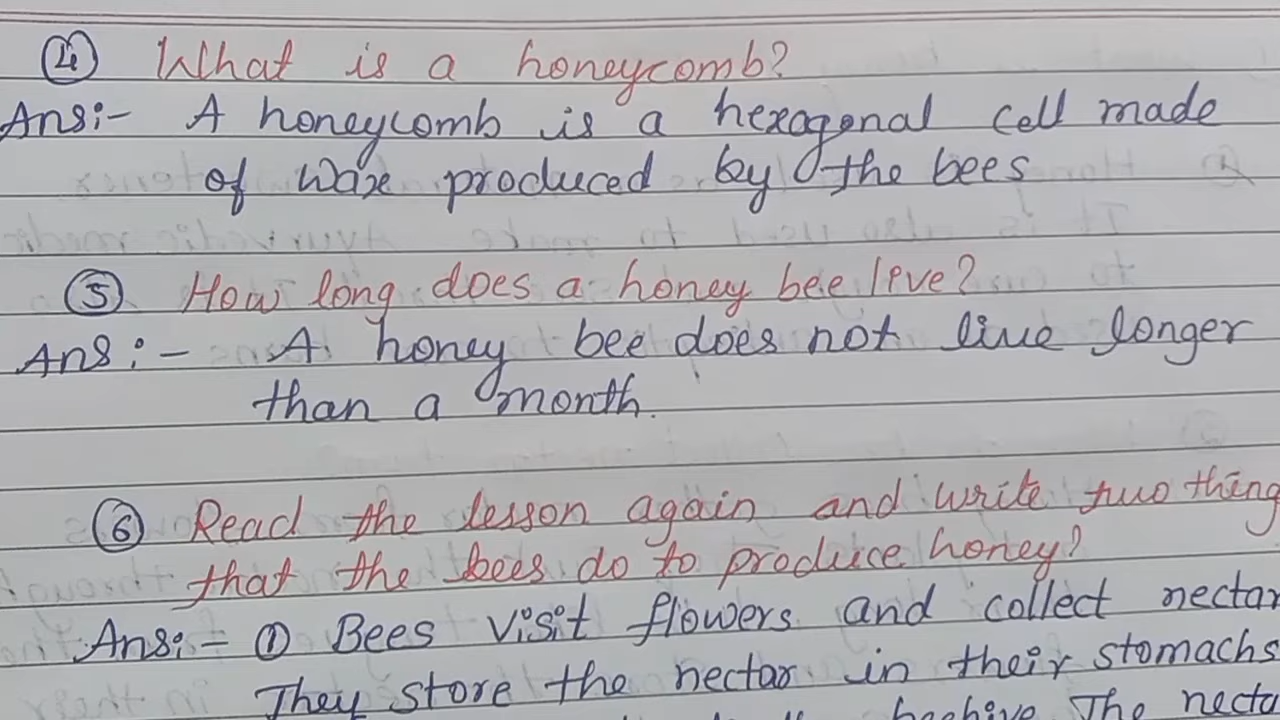 ④ What is a honeycomb?
Ans:- A honeycomb is a hexagonal cell made
of wax produced by the bees
⑤ How long does a honey bee live?
Ans:- A honey bee does not live longer
than a month.
⑥ Read the lesson again and write two thing
that the bees do to produce honey?
Ans:- ① Bees visit flowers and collect nectar
They store the nectar in their stomachs
beehive. The necta